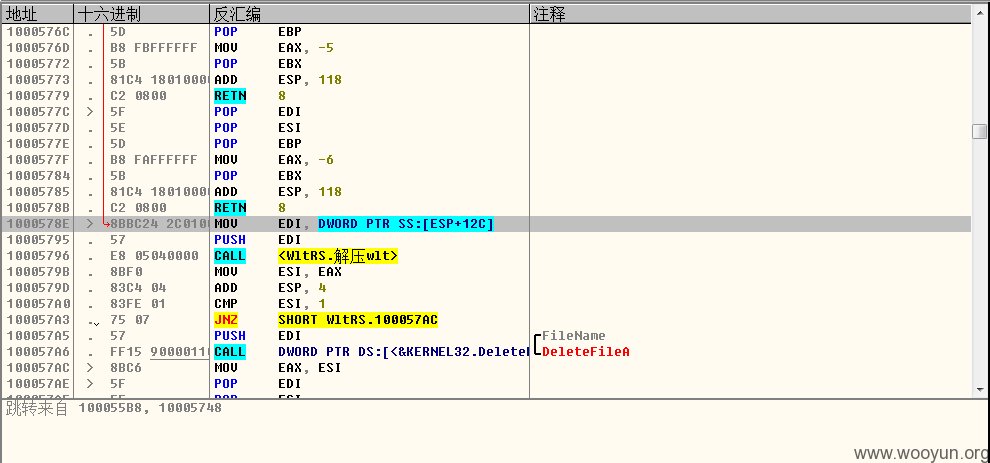 地址 十六进制 反汇编 注释
1000576C . 5D POP EBP
1000576D . B8 FBFFFFFF MOV EAX, -5
10005772 . 5B POP EBX
10005773 . 81C4 18010000 ADD ESP, 118
10005779 . C2 0800 RETN 8
1000577C > 5F POP EDI
1000577D . 5E POP ESI
1000577E . 5D POP EBP
1000577F . B8 FAFFFFFF MOV EAX, -6
10005784 . 5B POP EBX
10005785 . 81C4 18010000 ADD ESP, 118
1000578B . C2 0800 RETN 8
1000578E > 8BBC24 2C0100 MOV EDI, DWORD PTR SS:[ESP+12C]
10005795 . 57 PUSH EDI
10005796 . E8 05040000 CALL <WltRS.解压wlt>
1000579B . 8BF0 MOV ESI, EAX
1000579D . 83C4 04 ADD ESP, 4
100057A0 . 83FE 01 CMP ESI, 1
100057A3 . 75 07 JNZ SHORT WltRS.100057AC
100057A5 . 57 PUSH EDI FileName
100057A6 . FF15 90000110 CALL DWORD PTR DS:[<&KERNEL32.Delete DeleteFileA
100057AC > 8BC6 MOV EAX, ESI
100057AE > 5F POP EDI
跳转来自 100055B8, 10005748
www.wooyun.org